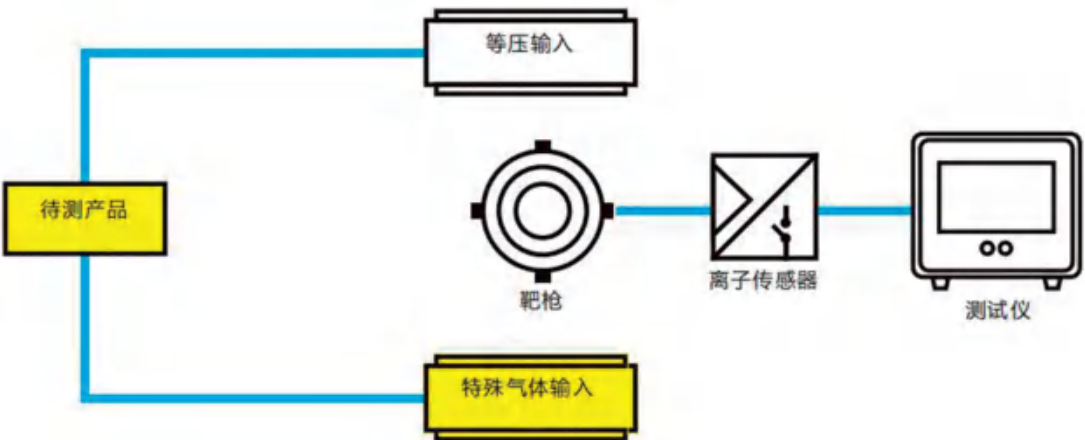 等压输入
待测产品
靶枪
离子传感器
测试仪
特殊气体输入